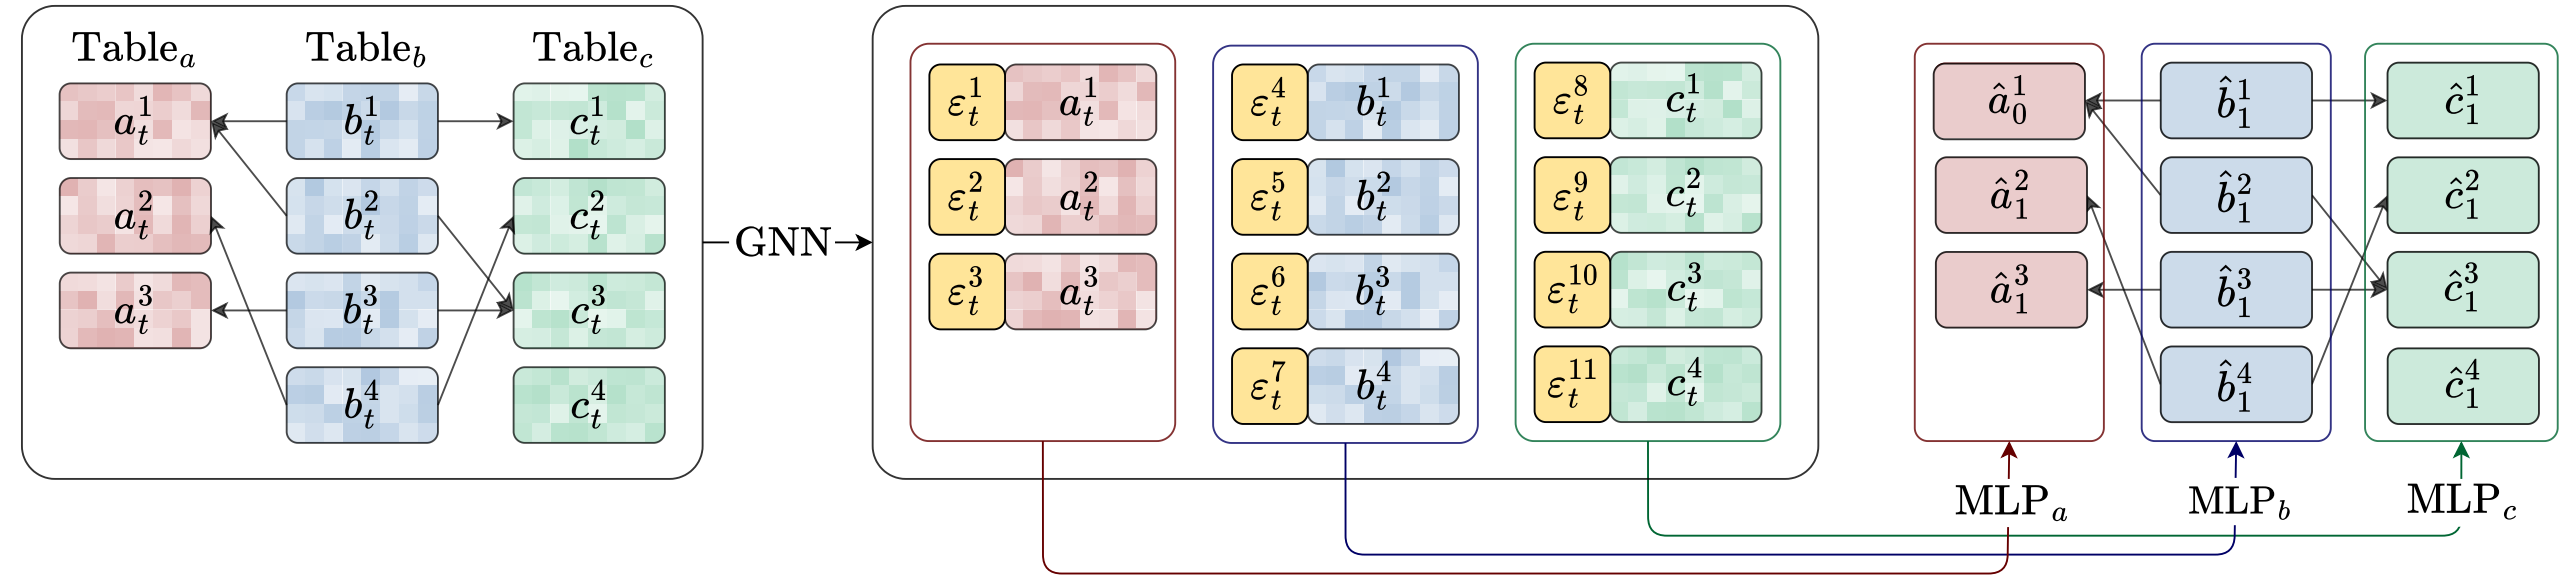 Table_a Table_b Table_c
a_t^1 b_t^1 c_t^1
a_t^2 b_t^2 c_t^2
a_t^3 b_t^3 c_t^3
b_t^4 c_t^4
GNN
ε_t^1 a_t^1 ε_t^4 b_t^1 ε_t^8 c_t^1
ε_t^2 a_t^2 ε_t^5 b_t^2 ε_t^9 c_t^2
ε_t^3 a_t^3 ε_t^6 b_t^3 ε_t^10 c_t^3
ε_t^7 b_t^4 ε_t^11 c_t^4
â_0^1 b̂_1^1 ĉ_1^1
â_1^2 b̂_1^2 ĉ_1^2
â_1^3 b̂_1^3 ĉ_1^3
b̂_1^4 ĉ_1^4
MLP_a MLP_b MLP_c